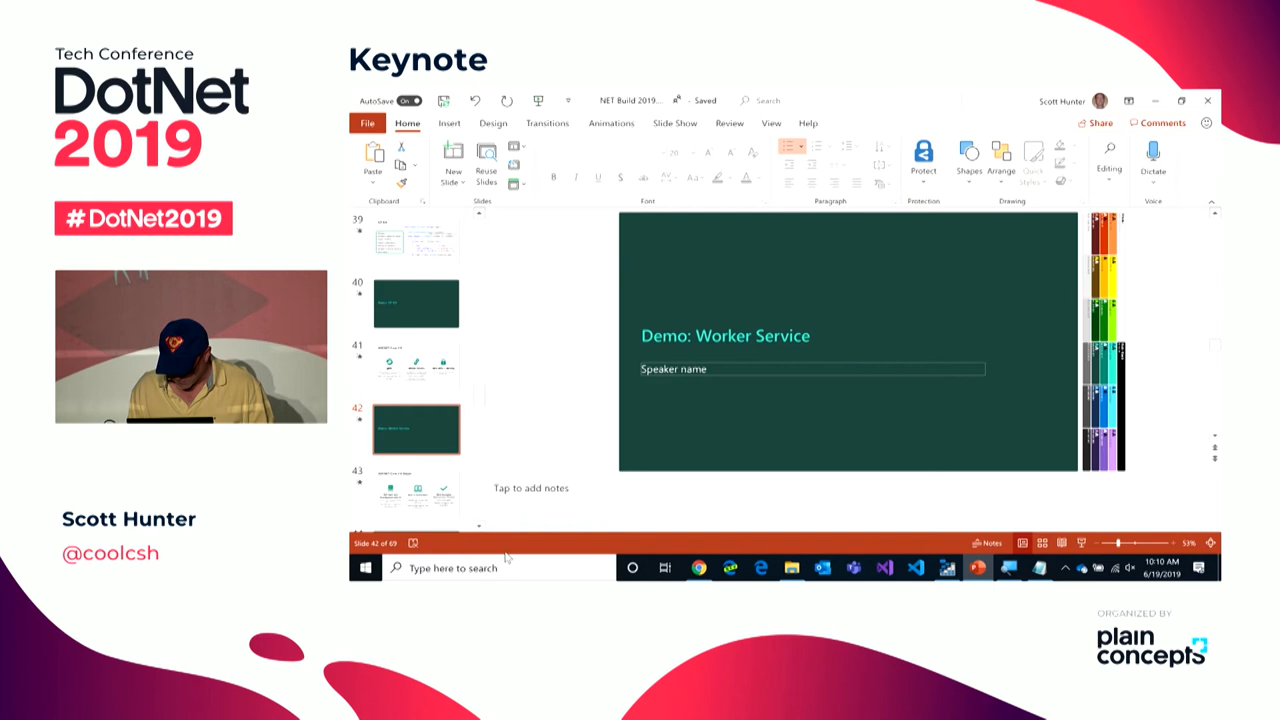 Tech Conference
DotNet
2019
#DotNet2019
Keynote
AutoSave On
NET Build 2019... - Saved
Search
Scott Hunter
File Home Insert Design Transitions Animations Slide Show Review View Help
Share Comments
Paste
New Slide
Reuse Slides
20
Protect
Shapes
Arrange
Quick Styles
Editing
Dictate
Clipboard
Slides
Font
Paragraph
Protection
Drawing
Voice
39
40
41
42
43
Demo: Worker Service
Speaker name
Tap to add notes
Slide 42 of 69
Notes
53%
Type here to search
10:10 AM
6/19/2019
Scott Hunter
@coolcsh
ORGANIZED BY
plain
concepts